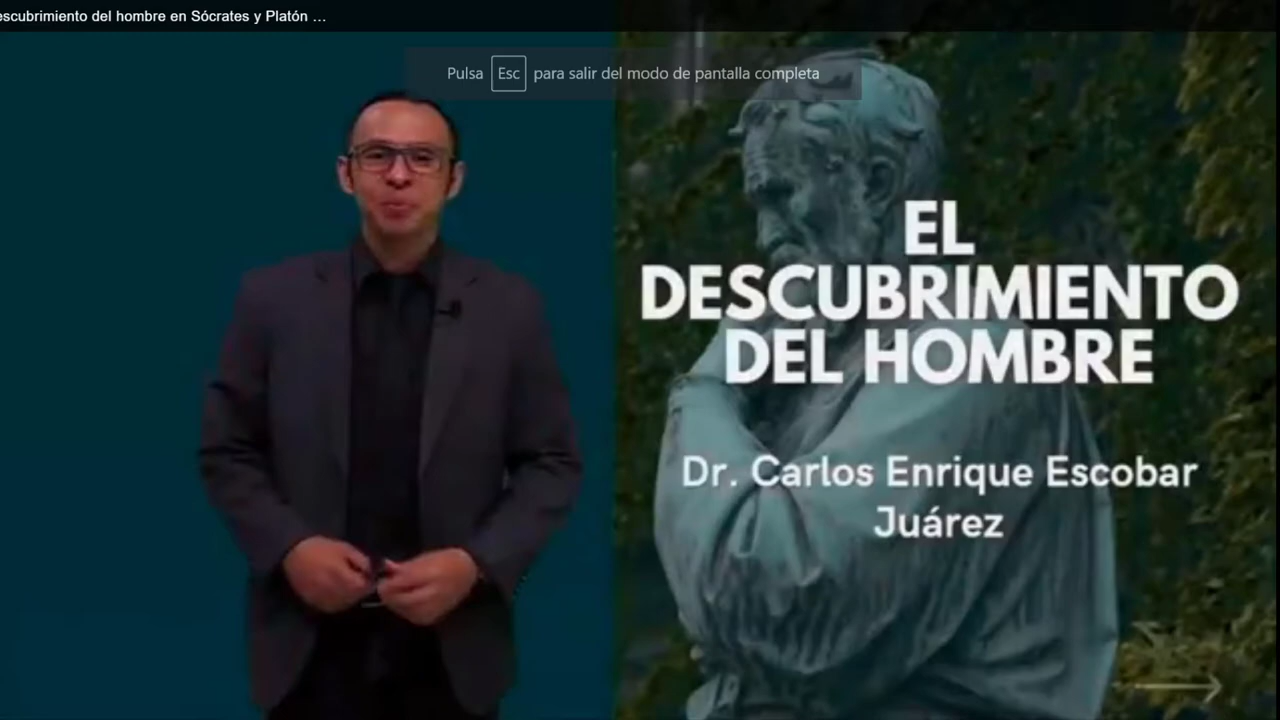 escubrimiento del hombre en Sócrates y Platón ...
Pulsa Esc para salir del modo de pantalla completa
EL
DESCUBRIMIENTO
DEL HOMBRE
Dr. Carlos Enrique Escobar
Juárez